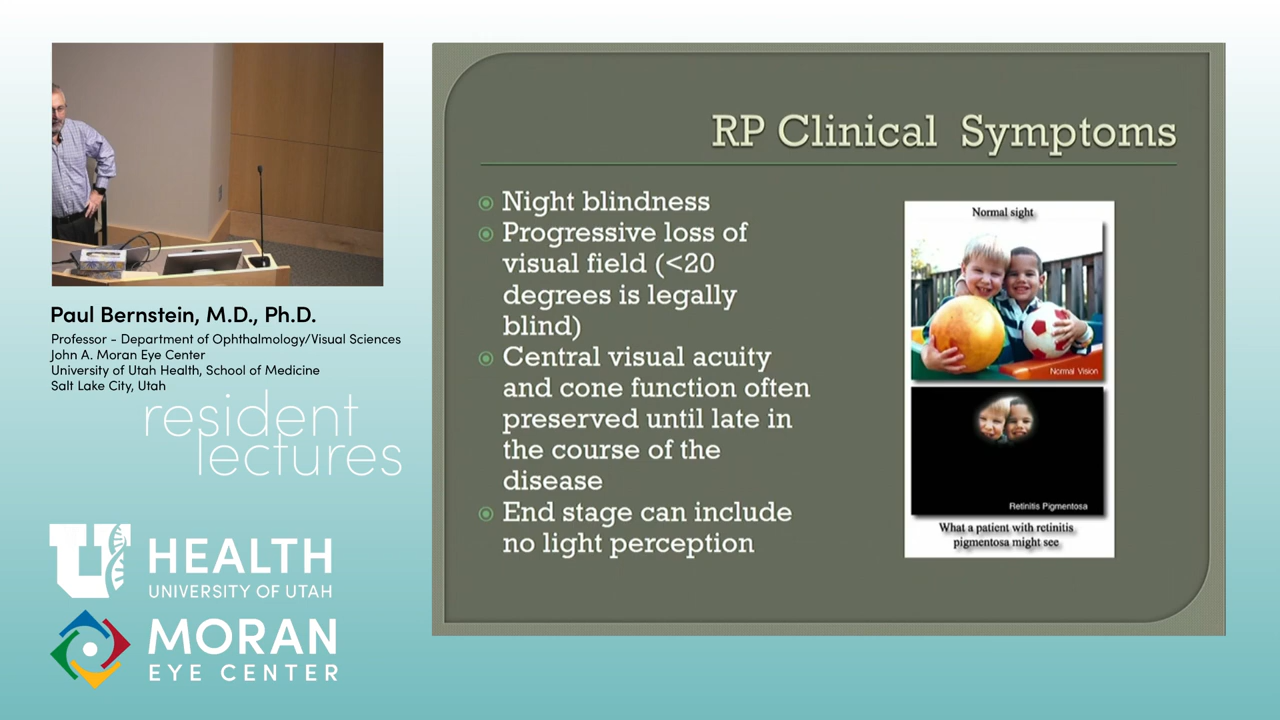 Paul Bernstein, M.D., Ph.D.
Professor - Department of Ophthalmology/Visual Sciences
John A. Moran Eye Center
University of Utah Health, School of Medicine
Salt Lake City, Utah
resident
lectures
U HEALTH
UNIVERSITY OF UTAH
MORAN
EYE CENTER
RP Clinical Symptoms
Night blindness
Progressive loss of
visual field (<20
degrees is legally
blind)
Central visual acuity
and cone function often
preserved until late in
the course of the
disease
End stage can include
no light perception
Normal sight
Normal Vision
Retinitis Pigmentosa
What a patient with retinitis
pigmentosa might see